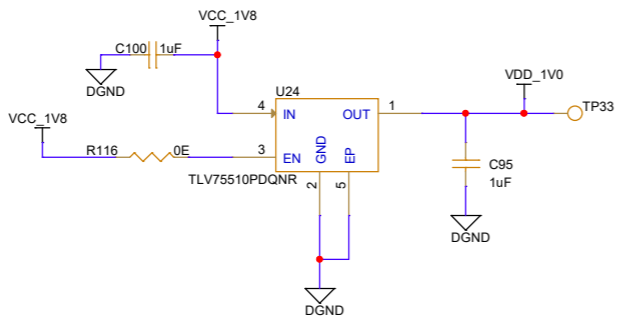 VCC_1V8
C100 1uF
DGND
U24
VDD_1V0
4 IN OUT 1
TP33
VCC_1V8
R116 0E 3 EN
GND EP
C95
1uF
TLV75510PDQNR
2 5
DGND
DGND